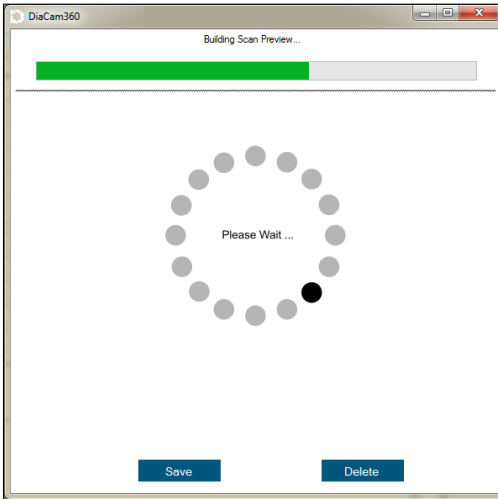 DiaCam360
Building Scan Preview...
Please Wait ...
Save
Delete